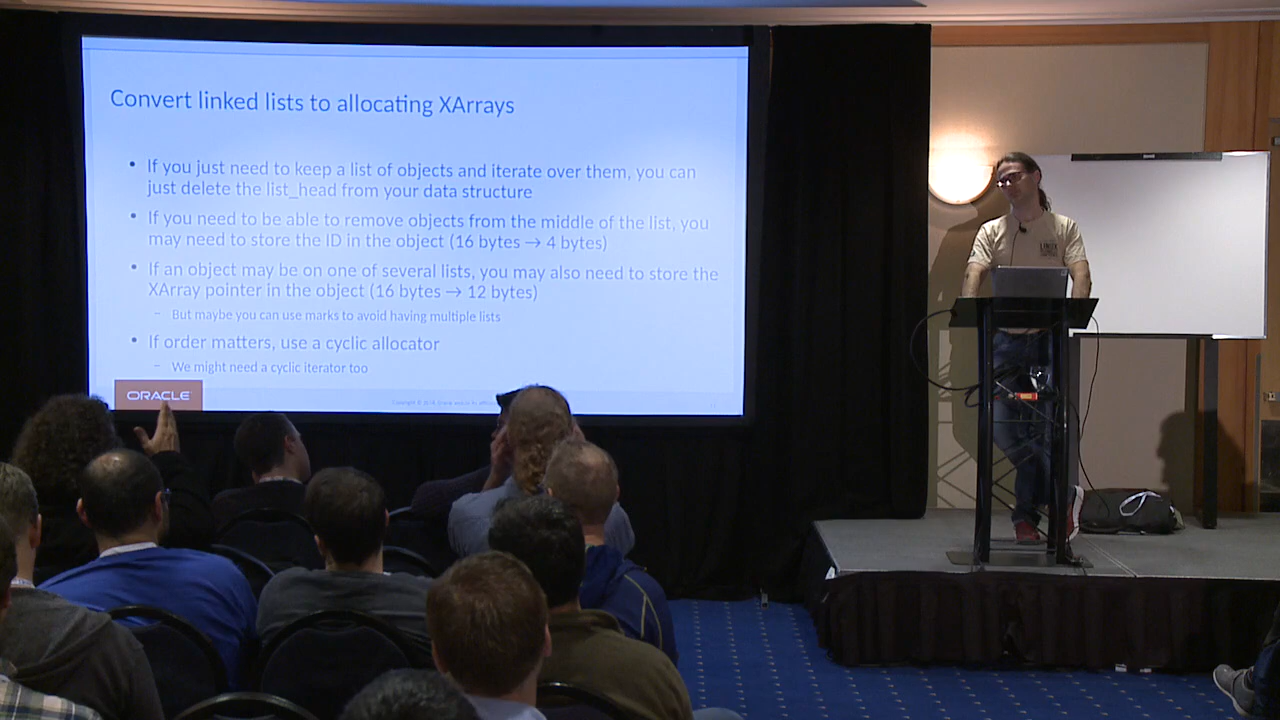 Convert linked lists to allocating XArrays
• If you just need to keep a list of objects and iterate over them, you can
just delete the list_head from your data structure
• If you need to be able to remove objects from the middle of the list, you
may need to store the ID in the object (16 bytes → 4 bytes)
• If an object may be on one of several lists, you may also need to store the
XArray pointer in the object (16 bytes → 12 bytes)
– But maybe you can use marks to avoid having multiple lists
• If order matters, use a cyclic allocator
– We might need a cyclic iterator too
ORACLE
LINUX